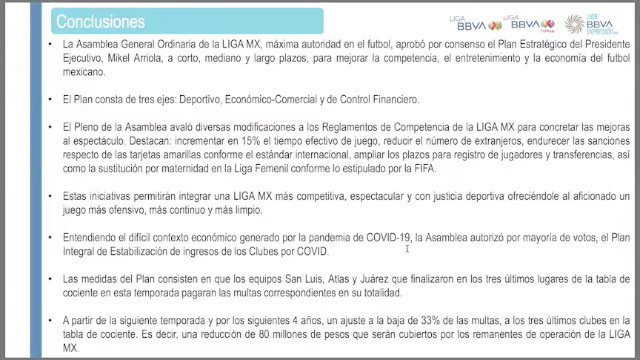 Conclusiones
LIGA BBVA MX
LIGA BBVA MX
LIGA BBVA EXPANSIÓN MX
• La Asamblea General Ordinaria de la LIGA MX, máxima autoridad en el futbol, aprobó por consenso el Plan Estratégico del Presidente
Ejecutivo, Mikel Arriola, a corto, mediano y largo plazos, para mejorar la competencia, el entretenimiento y la economía del futbol
mexicano.
• El Plan consta de tres ejes: Deportivo, Económico-Comercial y de Control Financiero.
• El Pleno de la Asamblea avaló diversas modificaciones a los Reglamentos de Competencia de la LIGA MX para concretar las mejoras
al espectáculo. Destacan: incrementar en 15% el tiempo efectivo de juego, reducir el número de extranjeros, endurecer las sanciones
respecto de las tarjetas amarillas conforme el estándar internacional, ampliar los plazos para registro de jugadores y transferencias, así
como la sustitución por maternidad en la Liga Femenil conforme lo estipulado por la FIFA.
• Estas iniciativas permitirán integrar una LIGA MX más competitiva, espectacular y con justicia deportiva ofreciéndole al aficionado un
juego más ofensivo, más continuo y más limpio.
• Entendiendo el difícil contexto económico generado por la pandemia de COVID-19, la Asamblea autorizó por mayoría de votos, el Plan
Integral de Estabilización de ingresos de los Clubes por COVID.
• Las medidas del Plan consisten en que los equipos San Luis, Atlas y Juárez que finalizaron en los tres últimos lugares de la tabla de
cociente en esta temporada pagaran las multas correspondientes en su totalidad.
• A partir de la siguiente temporada y por los siguientes 4 años, un ajuste a la baja de 33% de las multas, a los tres últimos clubes en la
tabla de cociente. Es decir, una reducción de 80 millones de pesos que serán cubiertos por los remanentes de operación de la LIGA
MX.